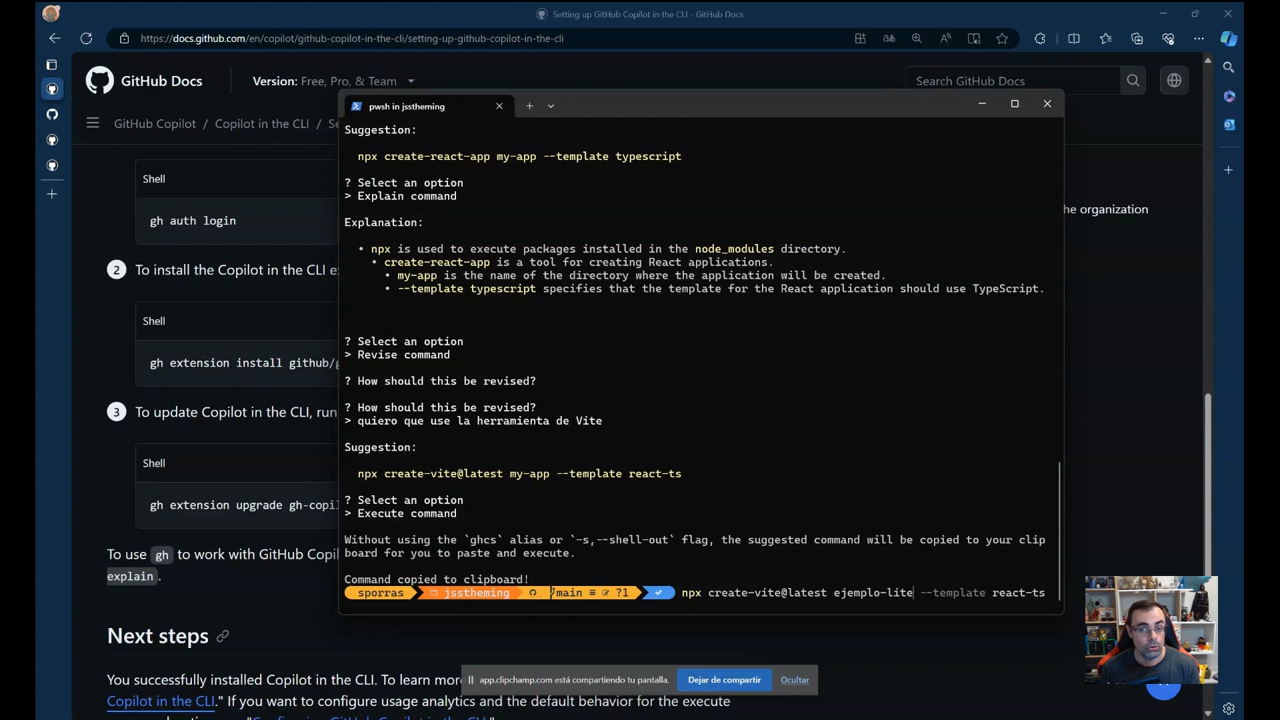 Setting up GitHub Copilot in the CLI - GitHub Docs
https://docs.github.com/en/copilot/github-copilot-in-the-cli/setting-up-github-copilot-in-the-cli
GitHub Docs
Version: Free, Pro, & Team
Search GitHub Docs
GitHub Copilot / Copilot in the CLI /
Shell
gh auth login
2 To install the Copilot in the CLI
Shell
gh extension install github/
3 To update Copilot in the CLI, run
Shell
gh extension upgrade
To use gh to work with GitHub
explain.
Next steps
You successfully installed Copilot in the CLI. To learn
Copilot in the CLI." If you want to configure usage analytics and the default behavior for the execute
he organization
pwsh in jsstheming
Suggestion:
npx create-react-app my-app --template typescript
? Select an option
> Explain command
Explanation:
• npx is used to execute packages installed in the node_modules directory.
• create-react-app is a tool for creating React applications.
• my-app is the name of the directory where the application will be created.
• --template typescript specifies that the template for the React application should use TypeScript.
? Select an option
> Revise command
? How should this be revised?
? How should this be revised?
> quiero que use la herramienta de Vite
Suggestion:
npx create-vite@latest my-app --template react-ts
? Select an option
> Execute command
Without using the `ghcs` alias or `-s,--shell-out` flag, the suggested command will be copied to your clip
board for you to paste and execute.
Command copied to clipboard!
sporras jsstheming main ≡ ?1 npx create-vite@latest ejemplo-lite --template react-ts
app.clipchamp.com está compartiendo tu pantalla. Dejar de compartir Ocultar